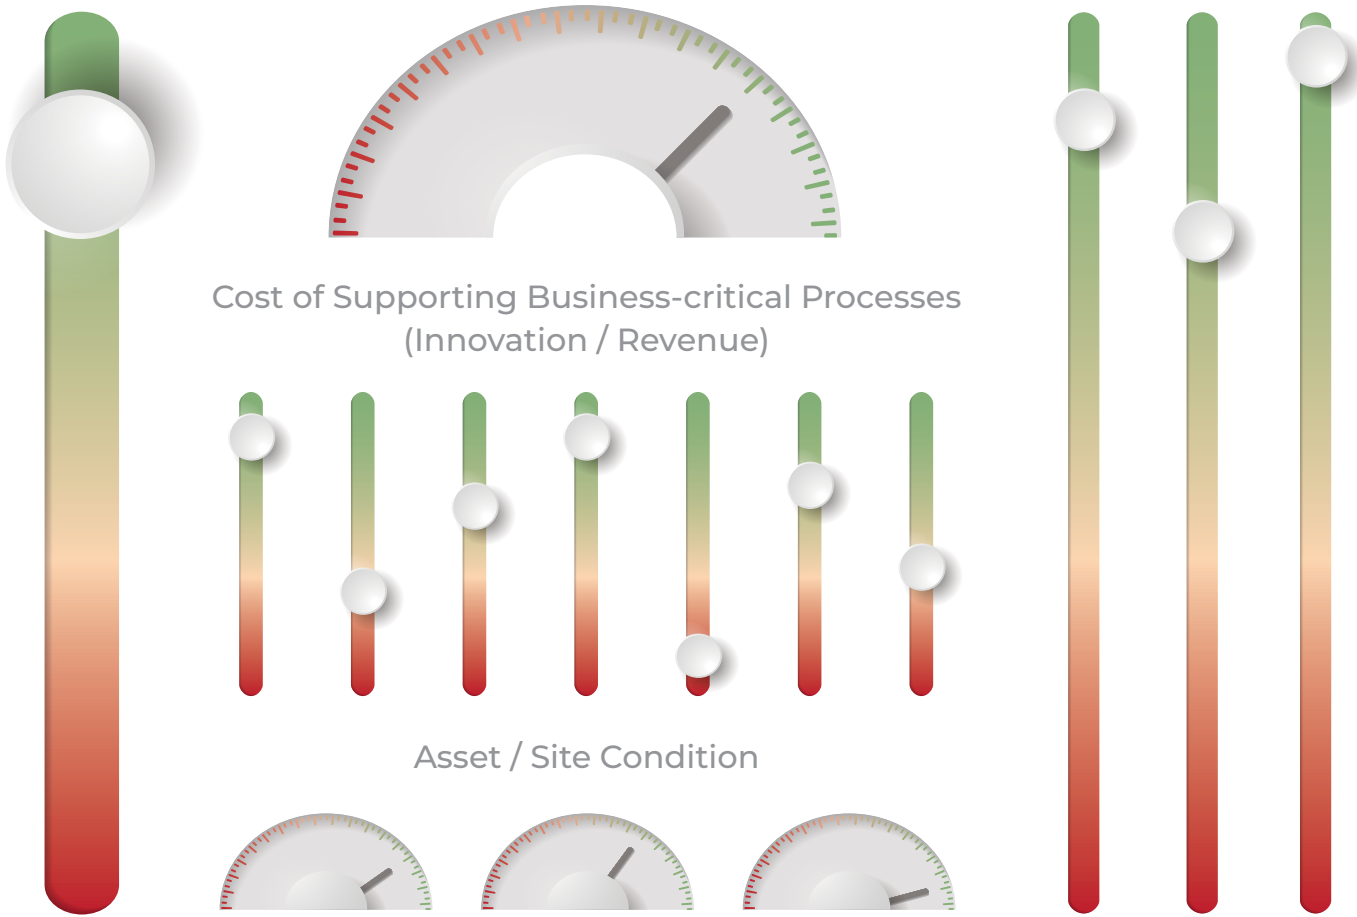 Cost of Supporting Business-critical Processes
(Innovation / Revenue)
Asset / Site Condition